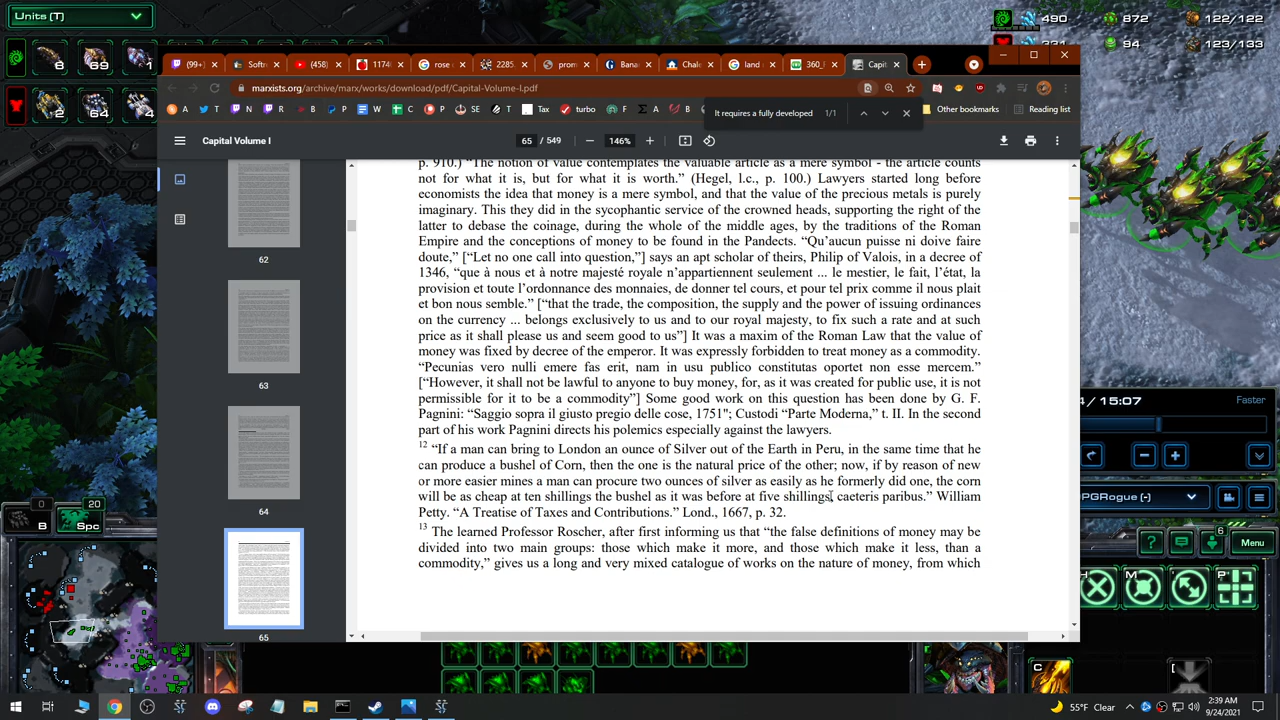 Units (T)
490 872 122/122
94 123/133
6 69 1
2 64 4
(99+) Softn (458) 1174 rose 2285. prom Bana Chale land 360_ Capit
marxists.org/archive/marx/works/download/pdf/Capital-Volume-I.pdf
A T N R N W C P SE T Tax turbo F A B Other bookmarks Reading list
It requires a fully developed 1/1
Capital Volume I
65 / 549 146%
p. 910.) “The notion of value contemplates the valuable article as a mere symbol - the article counts
not for what it is, but for what it is worth.” (Hegel, l.c., p. 100.) Lawyers started long before
economists the idea that money is a mere symbol, and that the value of the precious metals is purely
imaginary. This they did in the sycophantic service of the crowned heads, supporting the right of the
latter to debase the coinage, during the whole of the middle ages, by the traditions of the Roman
Empire and the conceptions of money to be found in the Pandects. “Qu’aucun puisse ni doive faire
doute,” [“Let no one call into question,”] says an apt scholar of theirs, Philip of Valois, in a decree of
1346, “que à nous et à notre majesté royale n’appartiennent seulement ... le mestier, le fait, l’état, la
provision et toute l’ordonnance des monnaies, de donner tel cours, et pour tel prix comme il nous plait
et bon nous semble.” [“that the trade, the composition, the supply and the power of issuing ordinances
on the currency ... belongs exclusively to us and to our royal majesty, to fix such a rate and at such
price as it shall please us and seem good to us”] It was a maxim of the Roman Law that the value of
money was fixed by decree of the emperor. It was expressly forbidden to treat money as a commodity.
“Pecunias vero nulli emere fas erit, nam in usu publico constitutas oportet non esse mercem.”
[“However, it shall not be lawful to anyone to buy money, for, as it was created for public use, it is not
permissible for it to be a commodity”] Some good work on this question has been done by G. F.
Pagnini: “Saggio sopra il giusto pregio delle cose, 1751"; Custodi “Parte Moderna,” t. II. In the second
part of his work Pagnini directs his polemics especially against the lawyers.
12 “If a man can bring to London an ounce of Silver out of the Earth in Peru, in the same time that he
can produce a bushel of Corn, then the one is the natural price of the other; now, if by reason of new
or more easier mines a man can procure two ounces of silver as easily as he formerly did one, the corn
will be as cheap at ten shillings the bushel as it was before at five shillings, caeteris paribus.” William
Petty. “A Treatise of Taxes and Contributions.” Lond., 1667, p. 32.
13 The learned Professor Roscher, after first informing us that “the false definitions of money may be
divided into two main groups: those which make it more, and those which make it less, than a
commodity,” gives us a long and very mixed catalogue of works on the nature of money, from which
62
63
64
65
15:07 Faster
PGRogue (-)
6
Menu
M P
20
B Spc
C
55°F Clear
2:39 AM
9/24/2021